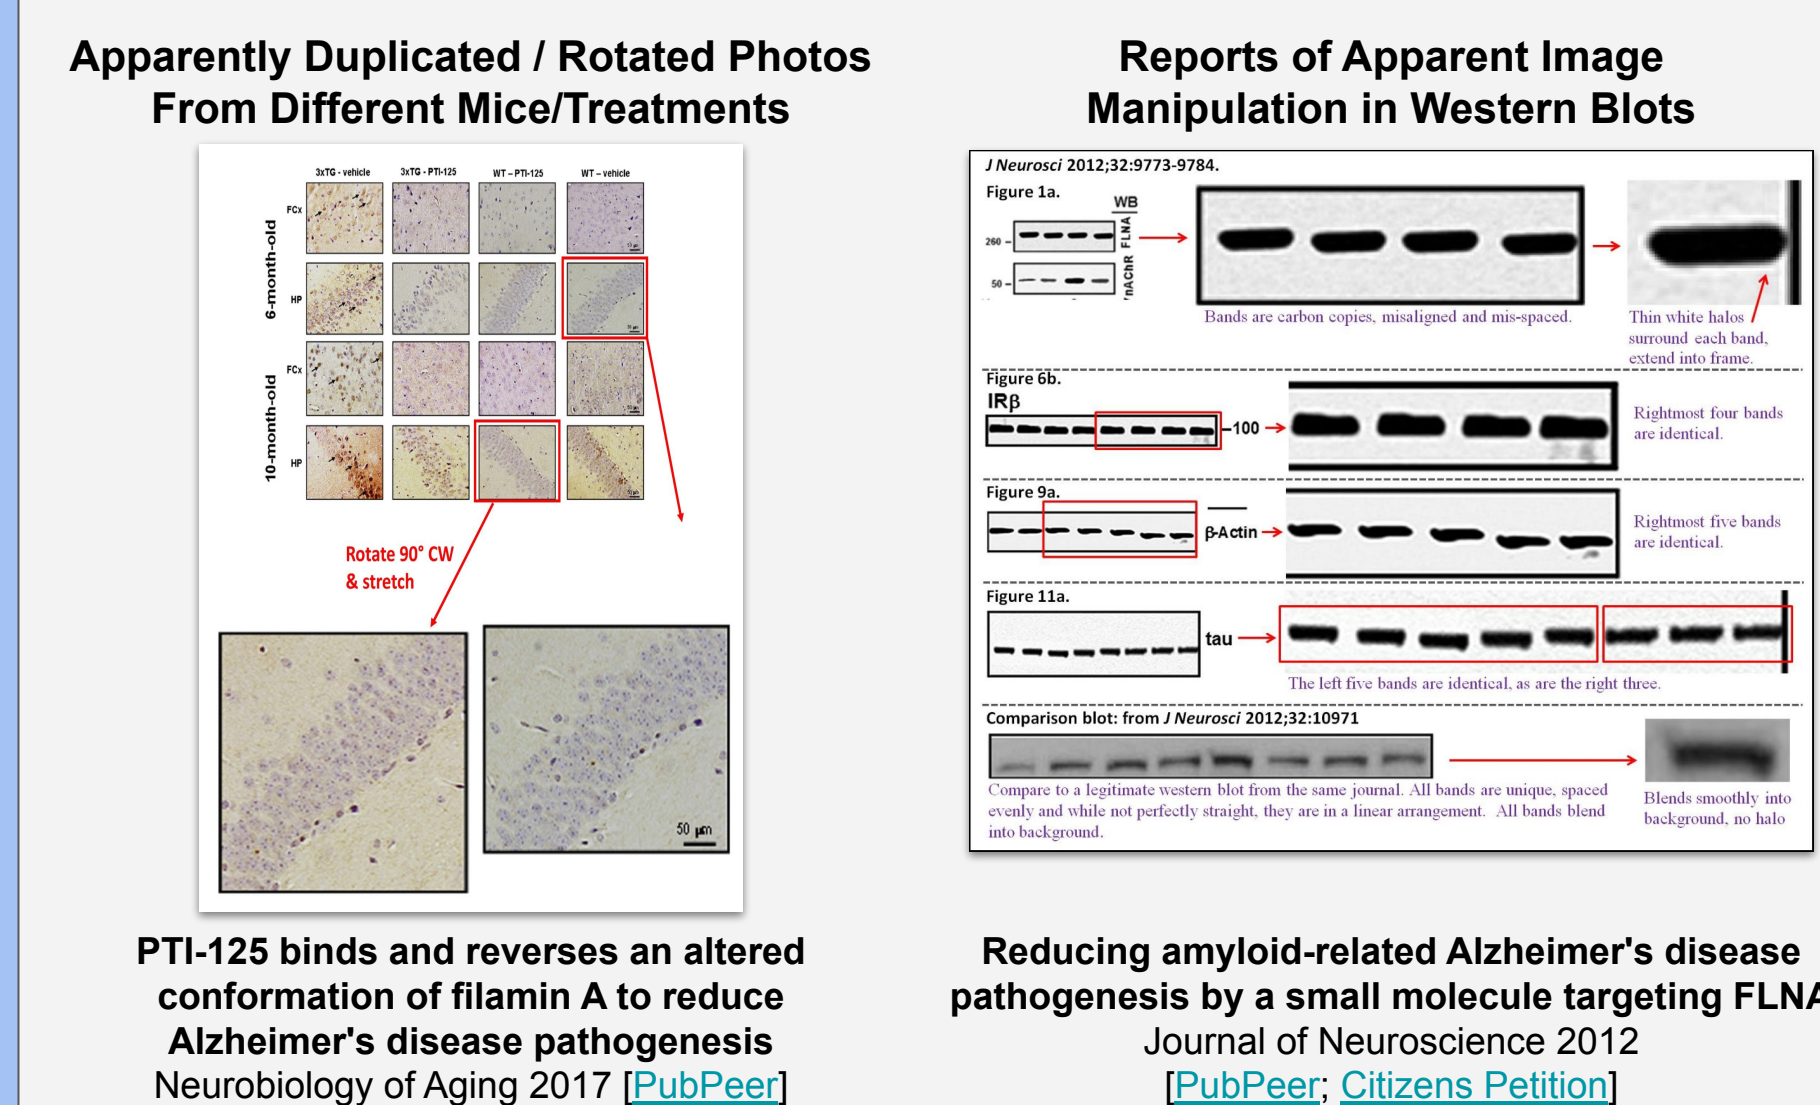 Apparently Duplicated / Rotated Photos
From Different Mice/Treatments
3xTG - vehicle
3xTG - PTI-125
WT – PTI-125
WT – vehicle
6-month-old
FCx
HP
10-month-old
FCx
HP
Rotate 90° CW
& stretch
50 µm
PTI-125 binds and reverses an altered
conformation of filamin A to reduce
Alzheimer's disease pathogenesis
Neurobiology of Aging 2017 [PubPeer]
Reports of Apparent Image
Manipulation in Western Blots
J Neurosci 2012;32:9773-9784.
Figure 1a.
WB
260 –
FLNA
50 –
nAChR
Bands are carbon copies, misaligned and mis-spaced.
Thin white halos
surround each band,
extend into frame.
Figure 6b.
IRβ
–100
Rightmost four bands
are identical.
Figure 9a.
β-Actin
Rightmost five bands
are identical.
Figure 11a.
tau
The left five bands are identical, as are the right three.
Comparison blot: from J Neurosci 2012;32:10971
Compare to a legitimate western blot from the same journal. All bands are unique, spaced
evenly and while not perfectly straight, they are in a linear arrangement. All bands blend
into background.
Blends smoothly into
background, no halo
Reducing amyloid-related Alzheimer's disease
pathogenesis by a small molecule targeting FLNA
Journal of Neuroscience 2012
[PubPeer; Citizens Petition]